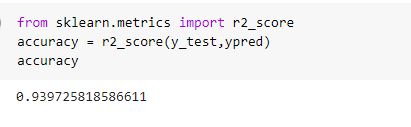 from sklearn.metrics import r2_score
accuracy = r2_score(y_test,ypred)
accuracy
0.939725818586611